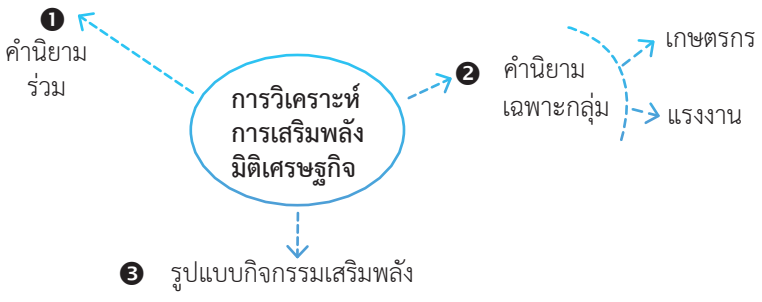 ❶
คำนิยาม
ร่วม
การวิเคราะห์
การเสริมพลัง
มิติเศรษฐกิจ
❷ คำนิยาม
เฉพาะกลุ่ม
เกษตรกร
แรงงาน
❸ รูปแบบกิจกรรมเสริมพลัง